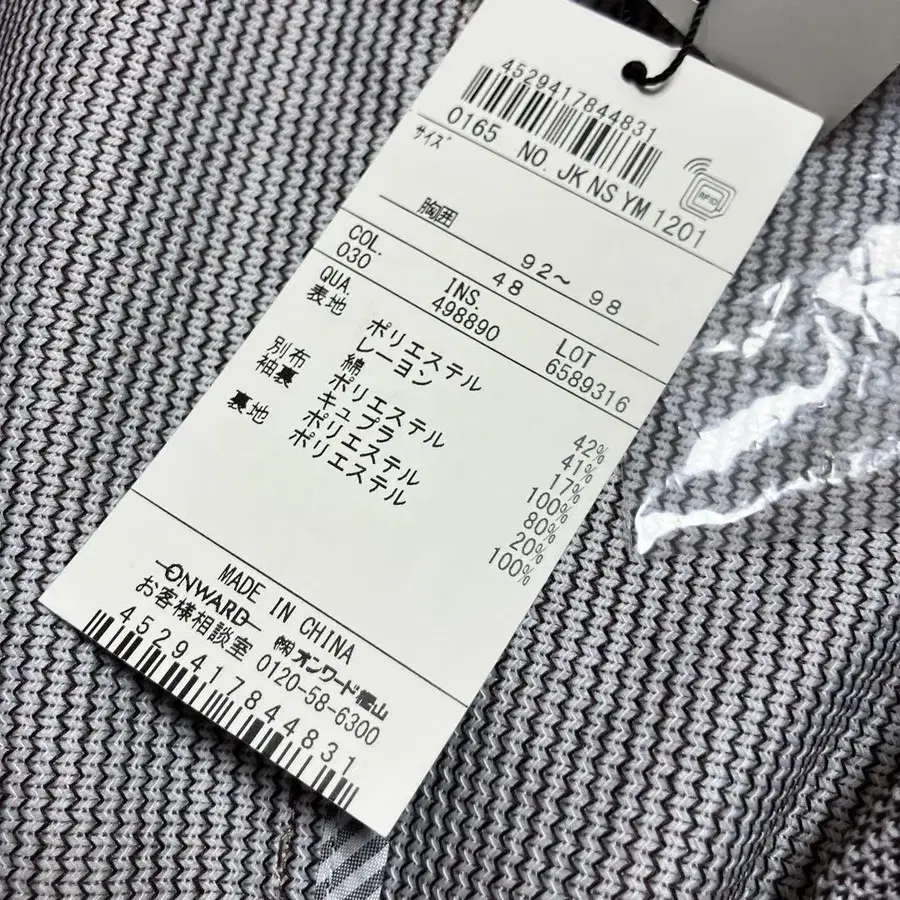 4529417844831
0165 NO. JKNSYM1201
RFID
サイズ
胸囲 92～ 98
48
COL. INS. LOT
030 498890 6589316
QUA.
表地 ポリエステル 42%
レーヨン 41%
綿 17%
別布 ポリエステル 100%
袖裏 キュプラ 80%
ポリエステル 20%
裏地 ポリエステル 100%
MADE IN CHINA
ONWARD ㈱オンワード樫山
お客様相談室 0120-58-6300
4529417844831